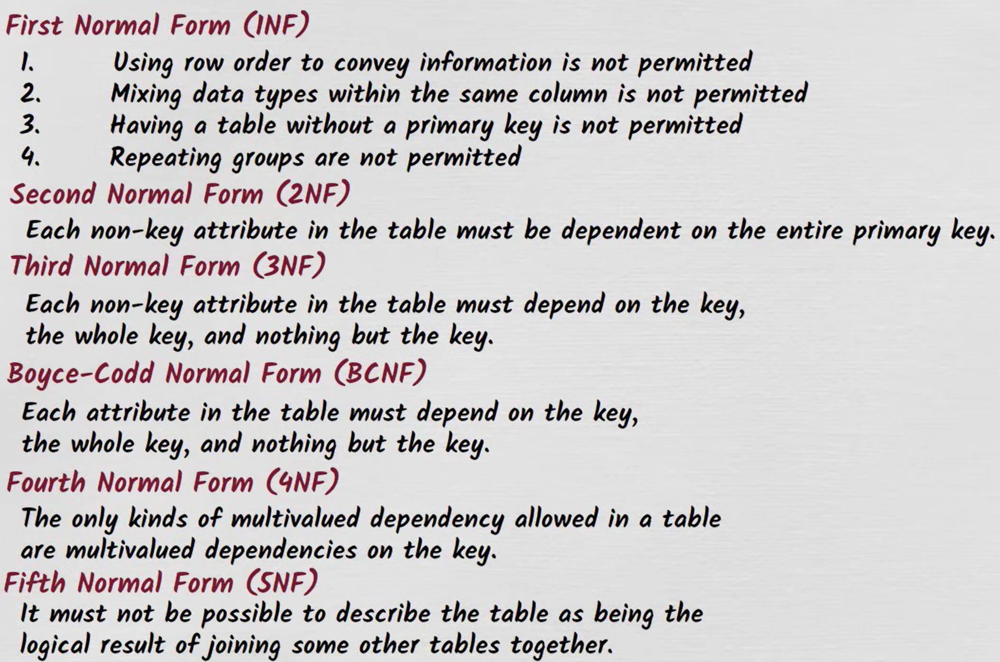 First Normal Form (1NF)
1. Using row order to convey information is not permitted
2. Mixing data types within the same column is not permitted
3. Having a table without a primary key is not permitted
4. Repeating groups are not permitted
Second Normal Form (2NF)
Each non-key attribute in the table must be dependent on the entire primary key.
Third Normal Form (3NF)
Each non-key attribute in the table must depend on the key,
the whole key, and nothing but the key.
Boyce-Codd Normal Form (BCNF)
Each attribute in the table must depend on the key,
the whole key, and nothing but the key.
Fourth Normal Form (4NF)
The only kinds of multivalued dependency allowed in a table
are multivalued dependencies on the key.
Fifth Normal Form (5NF)
It must not be possible to describe the table as being the
logical result of joining some other tables together.